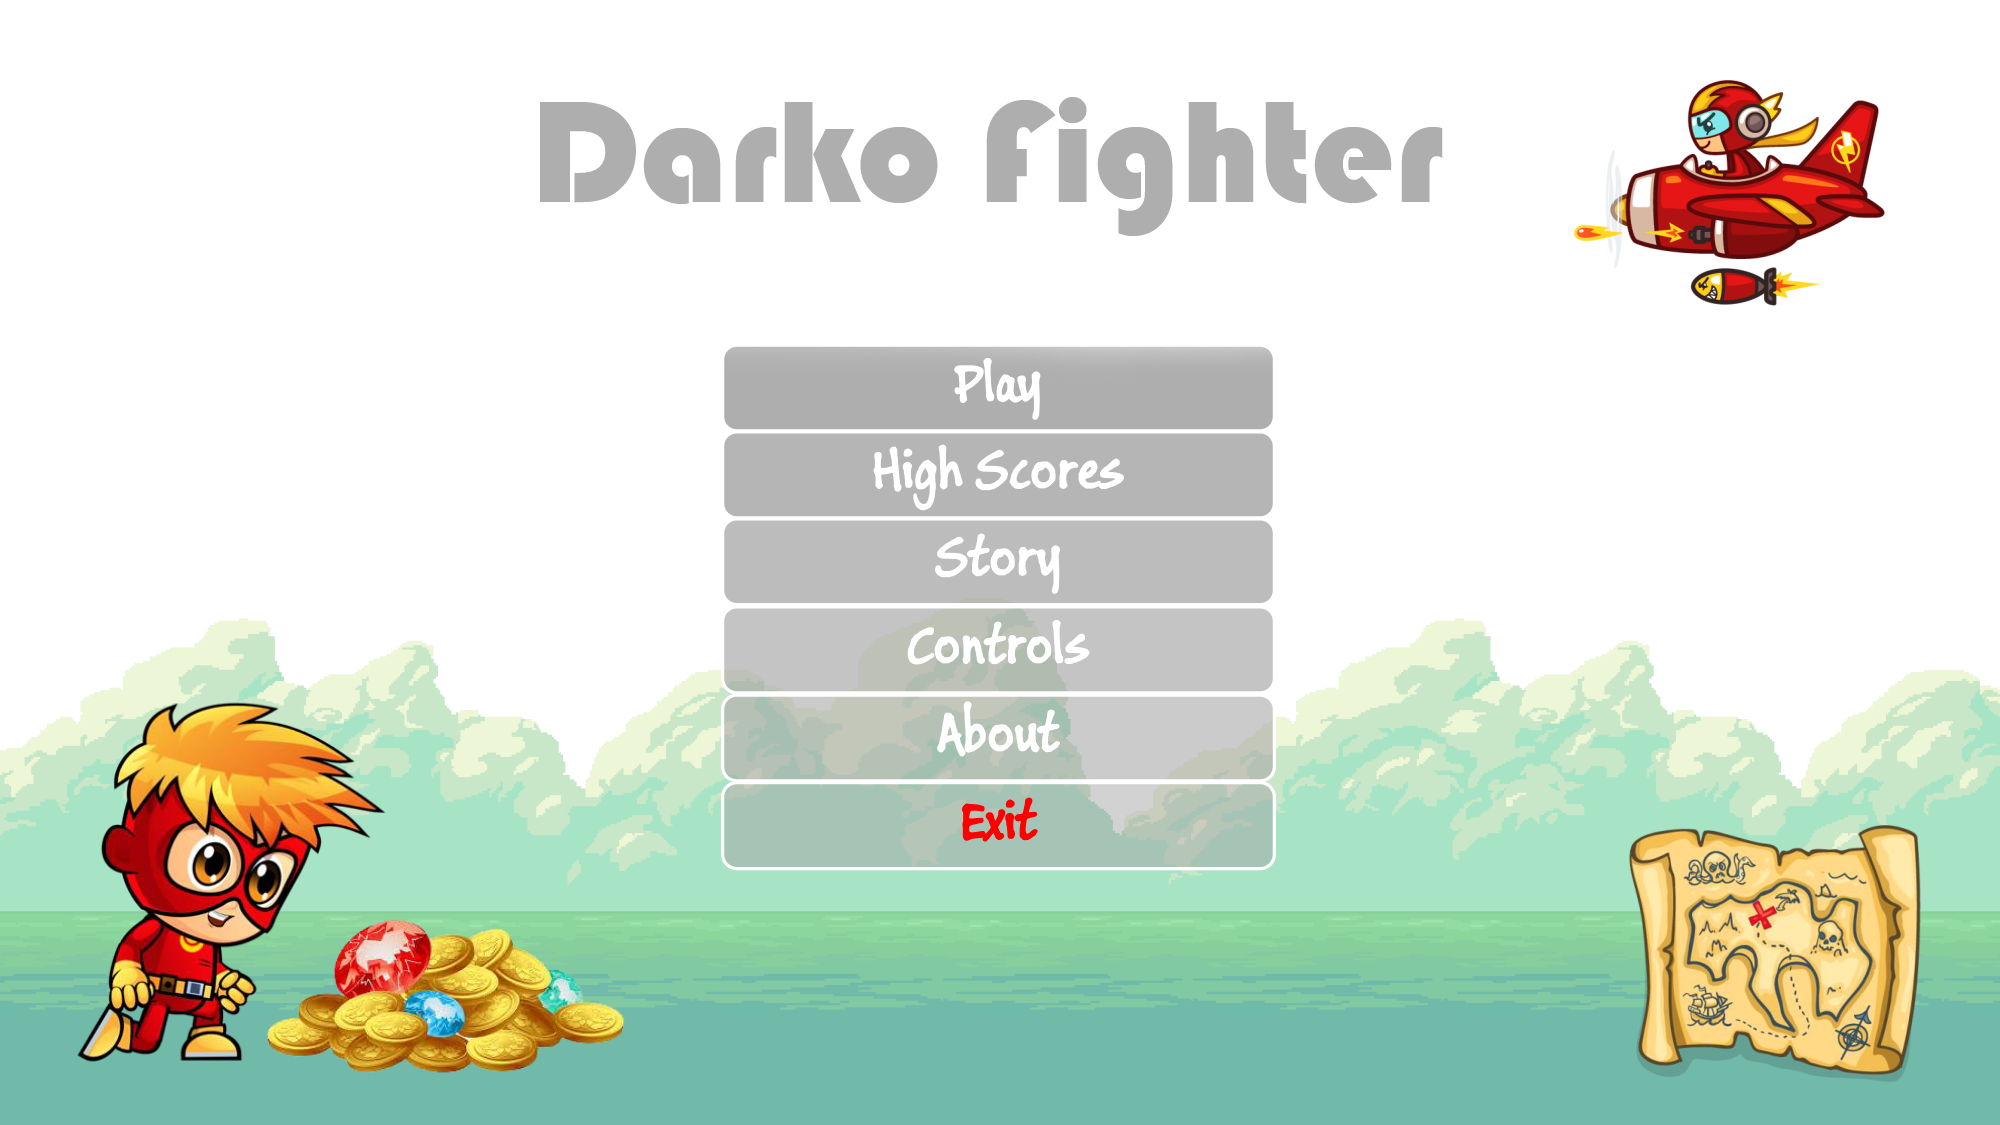 Darko Fighter
Play
High Scores
Story
Controls
About
Exit